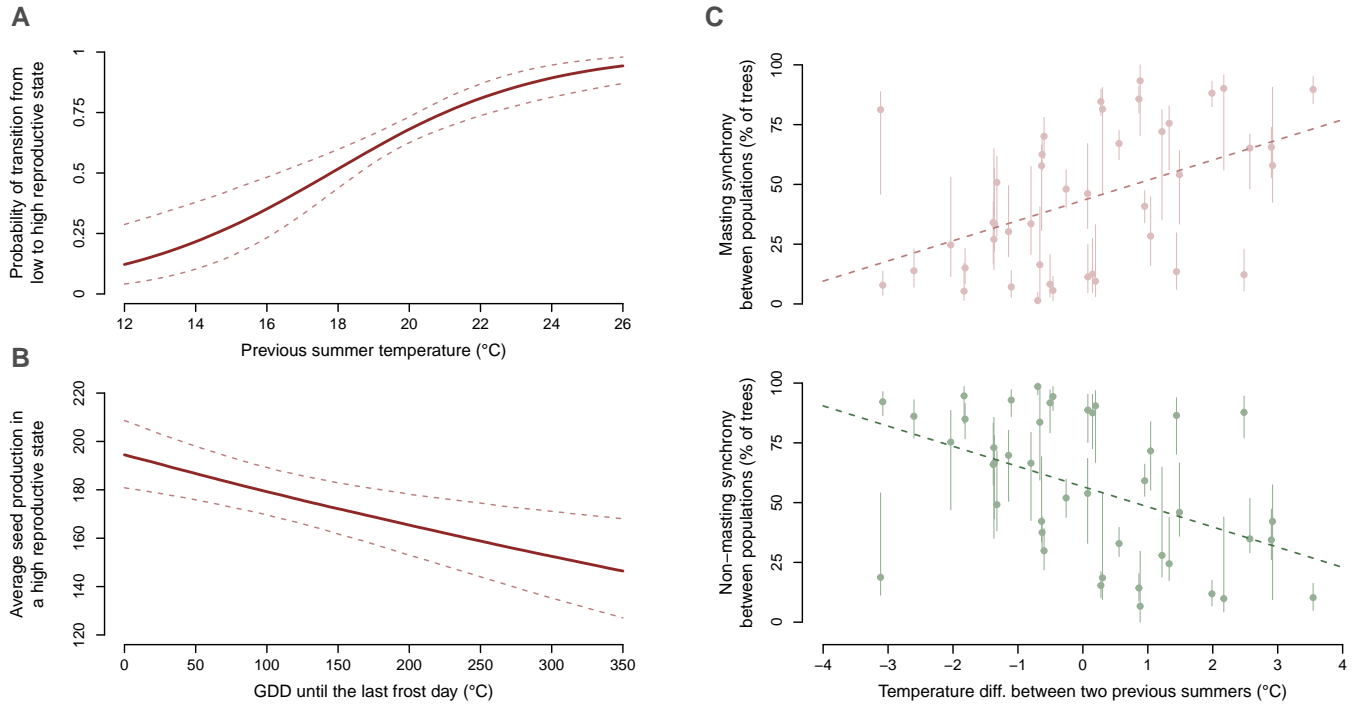 A
Probability of transition from
low to high reproductive state
1
0.75
0.5
0.25
0
12 14 16 18 20 22 24 26
Previous summer temperature (°C)
B
Average seed production in
a high reproductive state
220
200
180
160
140
120
0 50 100 150 200 250 300 350
GDD until the last frost day (°C)
C
Masting synchrony
between populations (% of trees)
100
75
50
25
0
Non−masting synchrony
between populations (% of trees)
100
75
50
25
0
−4 −3 −2 −1 0 1 2 3 4
Temperature diff. between two previous summers (°C)